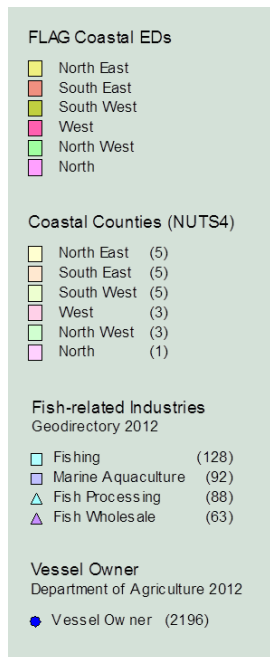 FLAG Coastal EDs
North East
South East
South West
West
North West
North
Coastal Counties (NUTS4)
North East (5)
South East (5)
South West (5)
West (3)
North West (3)
North (1)
Fish-related Industries
Geodirectory 2012
Fishing (128)
Marine Aquaculture (92)
Fish Processing (88)
Fish Wholesale (63)
Vessel Owner
Department of Agriculture 2012
Vessel Owner (2196)